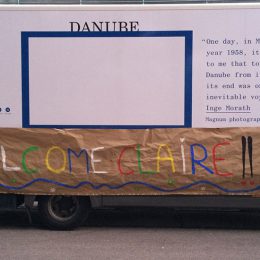 DANUBE
“One day, in M
year 1958, it
to me that to
Danube from i
its end was o
inevitable vo
Inge Morath
Magnum photograp
LCOME CLAIRE!!